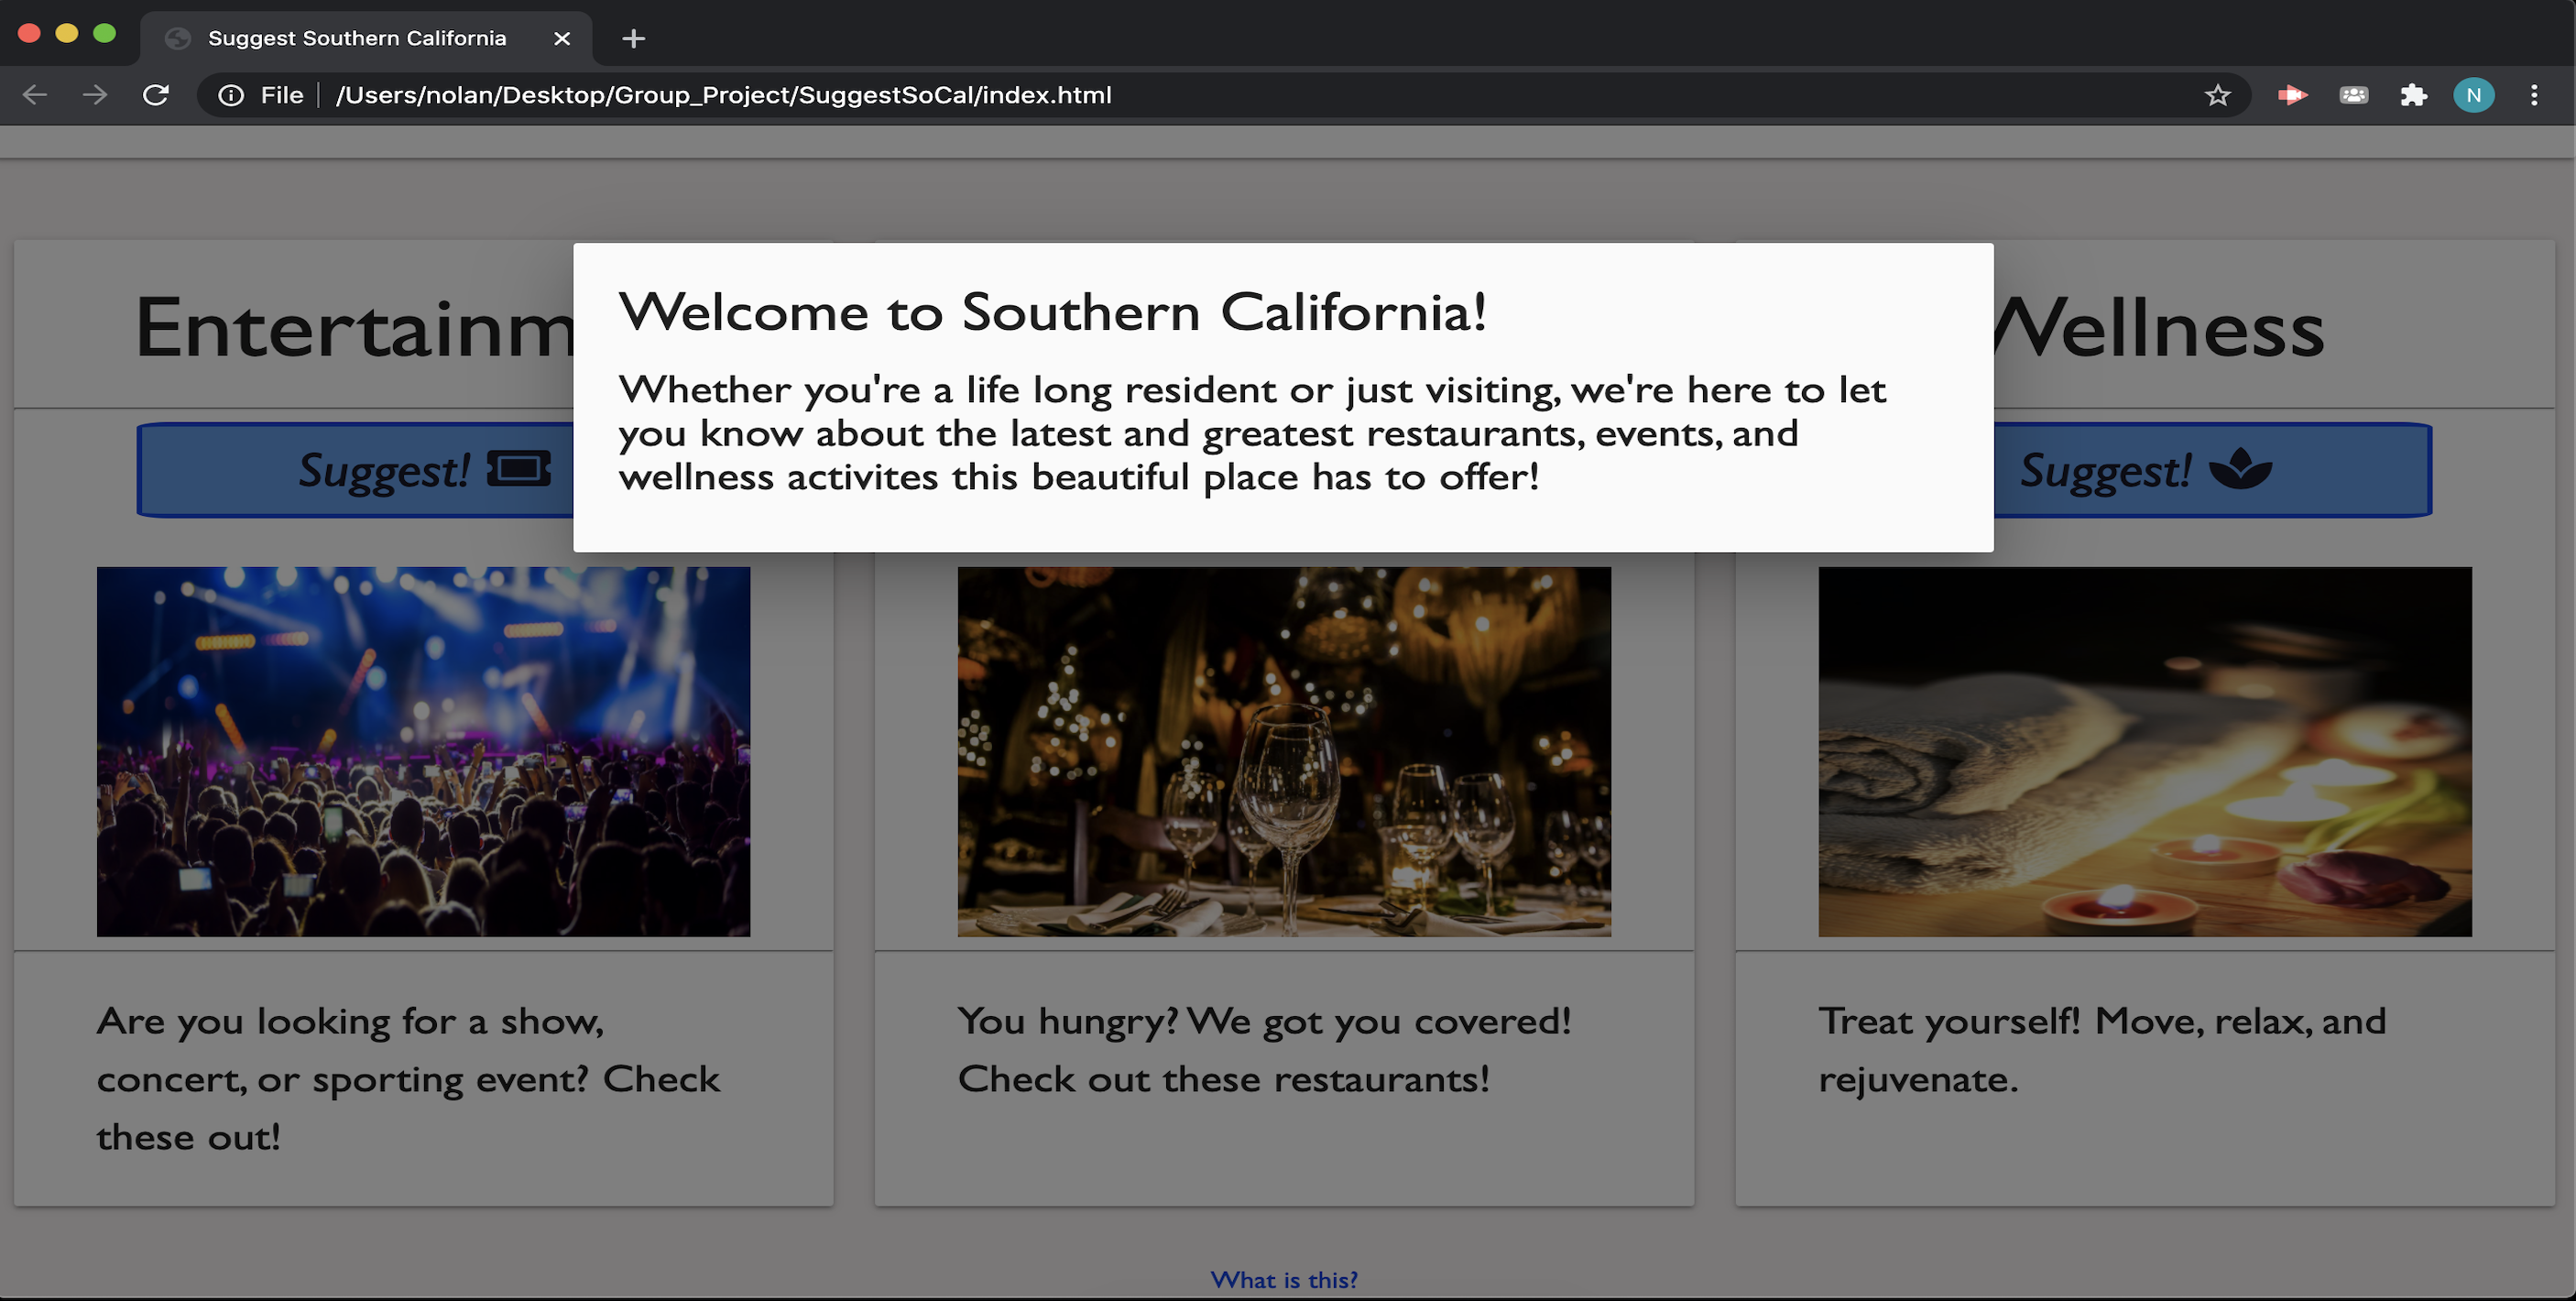 Suggest Southern California
File
/Users/nolan/Desktop/Group_Project/SuggestSoCal/index.html
N
Welcome to Southern California!
Whether you're a life long resident or just visiting, we're here to let
you know about the latest and greatest restaurants, events, and
wellness activites this beautiful place has to offer!
Entertainm
Suggest!
Are you looking for a show,
concert, or sporting event? Check
these out!
You hungry? We got you covered!
Check out these restaurants!
Wellness
Suggest!
Treat yourself! Move, relax, and
rejuvenate.
What is this?